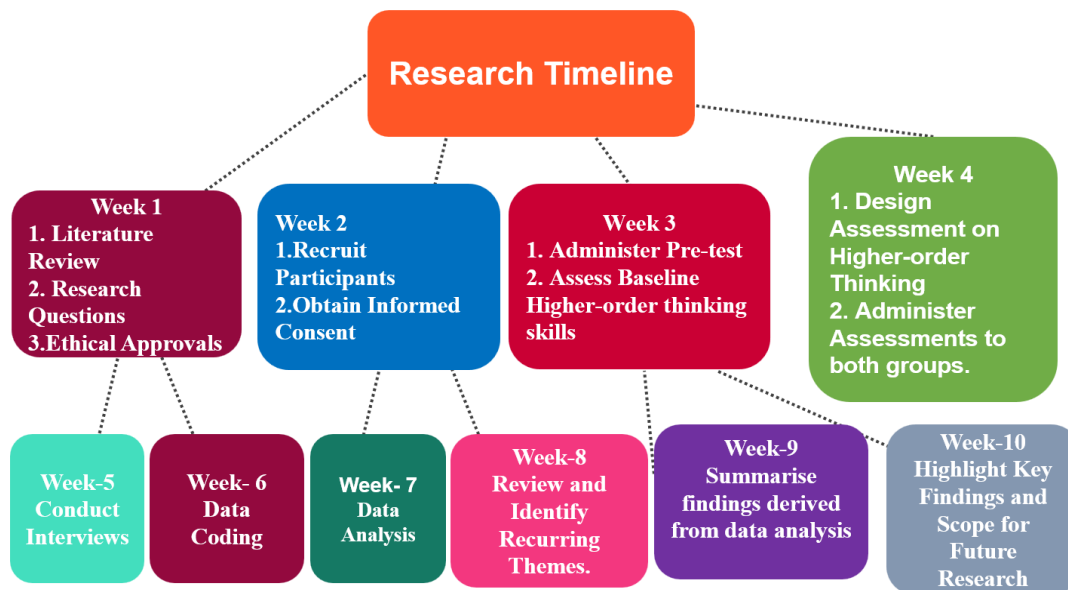 Research Timeline
Week 1
1. Literature
Review
2. Research
Questions
3.Ethical Approvals
Week 2
1.Recruit
Participants
2.Obtain Informed
Consent
Week 3
1. Administer Pre-test
2. Assess Baseline
Higher-order thinking
skills
Week 4
1. Design
Assessment on
Higher-order
Thinking
2. Administer
Assessments to
both groups.
Week-5
Conduct
Interviews
Week- 6
Data
Coding
Week- 7
Data
Analysis
Week-8
Review and
Identify
Recurring
Themes.
Week-9
Summarise
findings derived
from data analysis
Week-10
Highlight Key
Findings and
Scope for
Future
Research